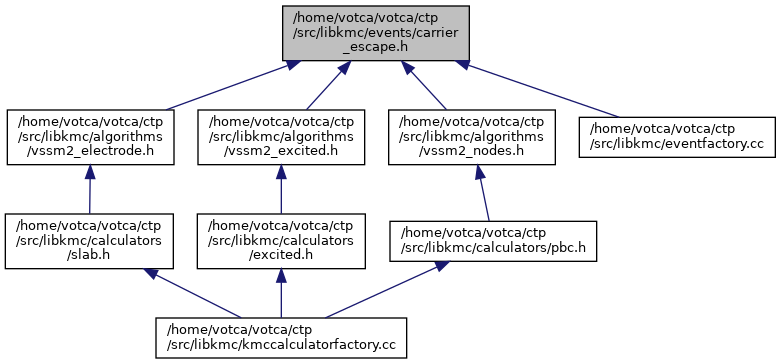 /home/votca/votca/ctp
/src/libkmc/events/carrier
_escape.h
/home/votca/votca/ctp
/src/libkmc/algorithms
/vssm2_electrode.h
/home/votca/votca/ctp
/src/libkmc/algorithms
/vssm2_excited.h
/home/votca/votca/ctp
/src/libkmc/algorithms
/vssm2_nodes.h
/home/votca/votca/ctp
/src/libkmc/eventfactory.cc
/home/votca/votca/ctp
/src/libkmc/calculators
/slab.h
/home/votca/votca/ctp
/src/libkmc/calculators
/excited.h
/home/votca/votca/ctp
/src/libkmc/calculators/pbc.h
/home/votca/votca/ctp
/src/libkmc/kmccalculatorfactory.cc